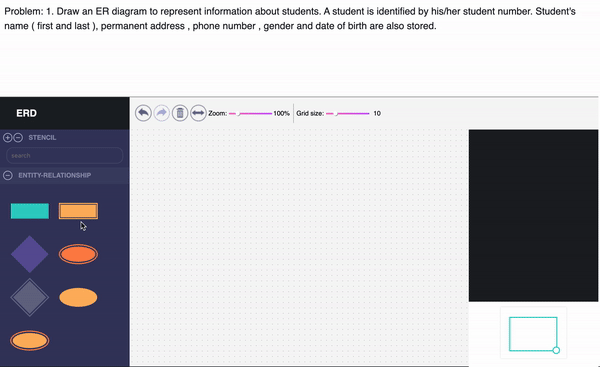 Problem: 1. Draw an ER diagram to represent information about students. A student is identified by his/her student number. Student's
name ( first and last ), permanent address , phone number , gender and date of birth are also stored.
ERD
Zoom: 100% Grid size: 10
STENCIL
search
ENTITY-RELATIONSHIP